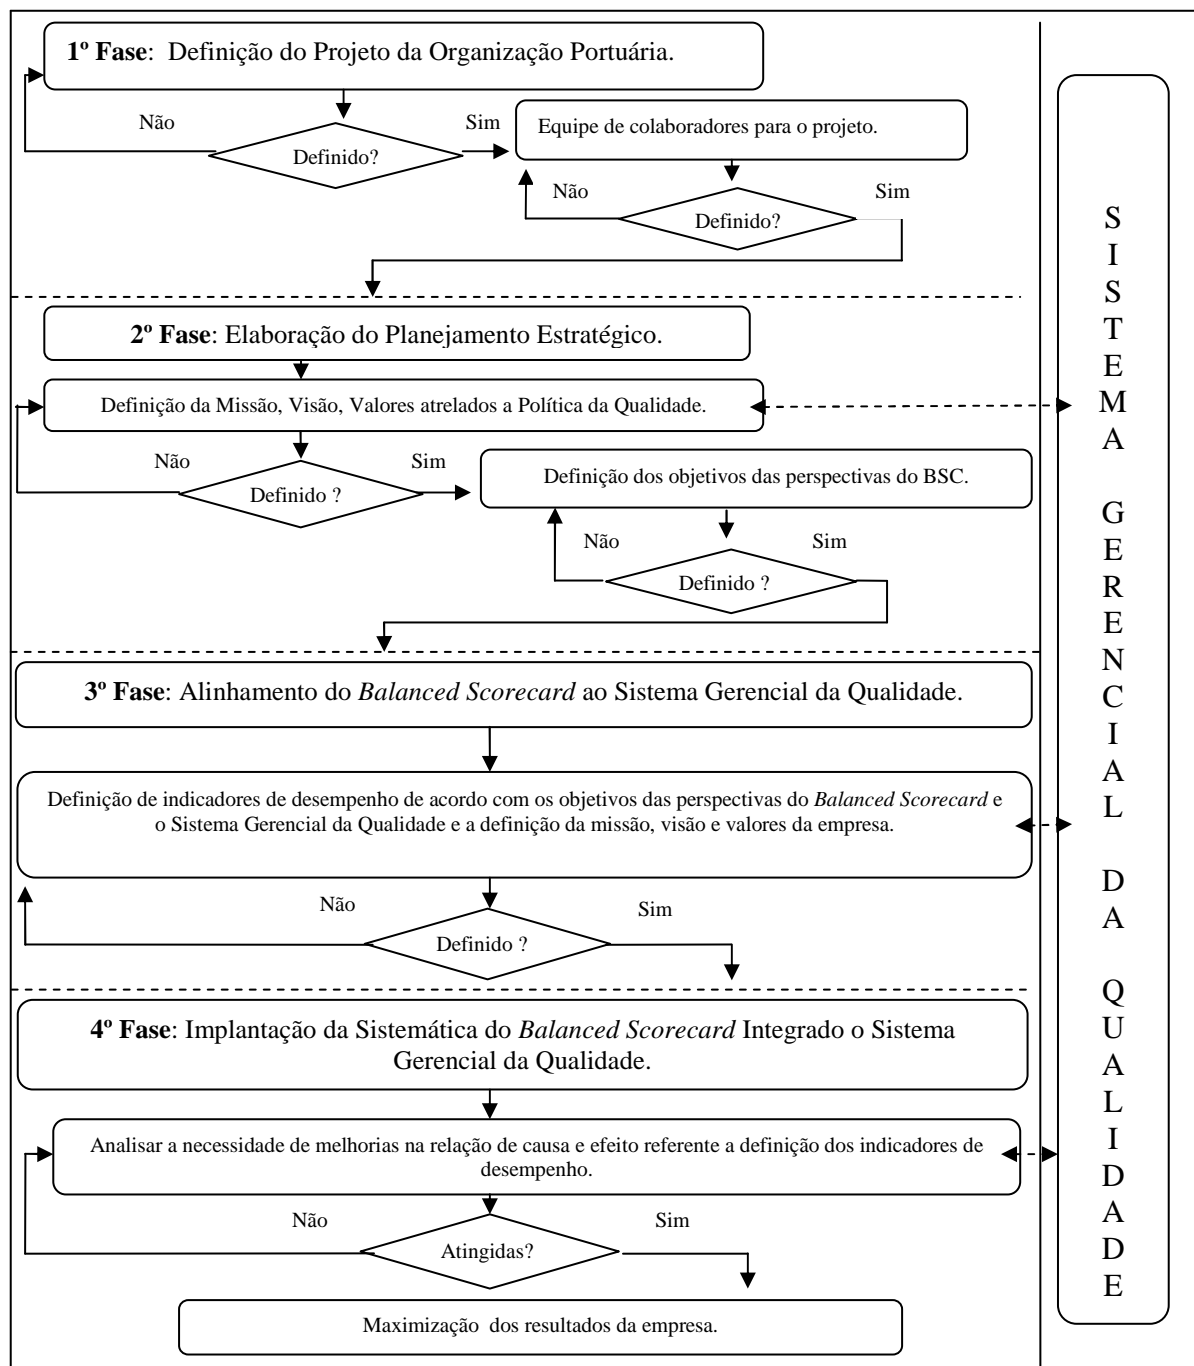 1º Fase: Definição do Projeto da Organização Portuária.
Não
Sim
Definido?
Equipe de colaboradores para o projeto.
Não
Sim
Definido?
2º Fase: Elaboração do Planejamento Estratégico.
Definição da Missão, Visão, Valores atrelados a Política da Qualidade.
Não
Sim
Definido ?
Definição dos objetivos das perspectivas do BSC.
Não
Sim
Definido ?
3º Fase: Alinhamento do Balanced Scorecard ao Sistema Gerencial da Qualidade.
Definição de indicadores de desempenho de acordo com os objetivos das perspectivas do Balanced Scorecard e
o Sistema Gerencial da Qualidade e a definição da missão, visão e valores da empresa.
Não
Sim
Definido ?
4º Fase: Implantação da Sistemática do Balanced Scorecard Integrado o Sistema
Gerencial da Qualidade.
Analisar a necessidade de melhorias na relação de causa e efeito referente a definição dos indicadores de
desempenho.
Não
Sim
Atingidas?
Maximização dos resultados da empresa.
SISTEMA GERENCIAL DA QUALIDADE